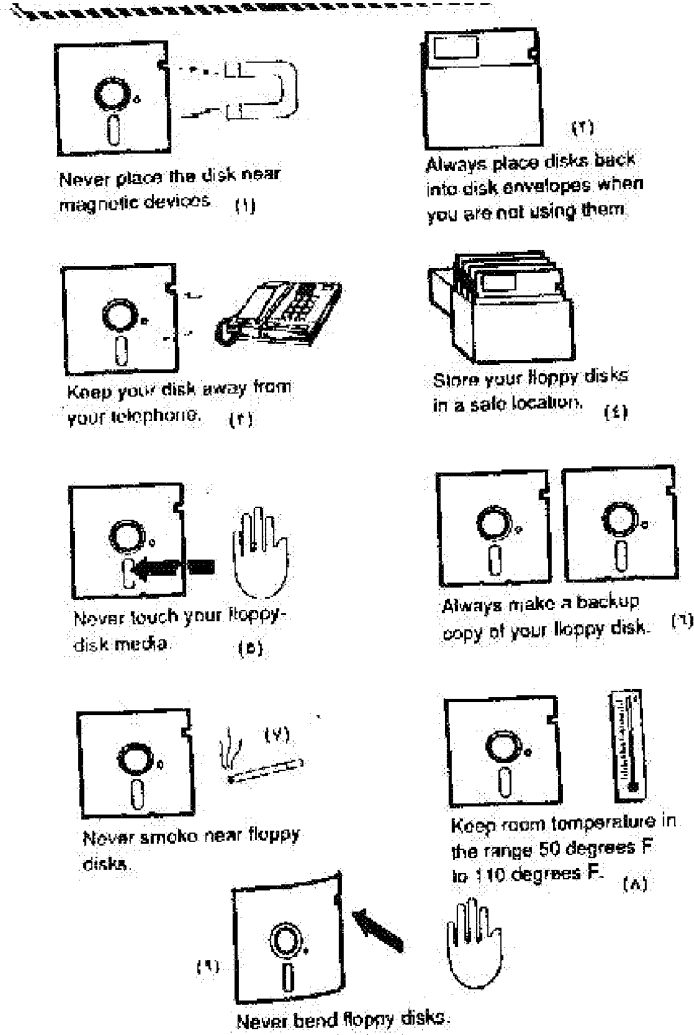 Never place the disk near
magnetic devices. (١)
(٢)
Always place disks back
into disk envelopes when
you are not using them.
Keep your disk away from
your telephone. (٣)
Store your floppy disks
in a safe location. (٤)
Never touch your floppy-
disk media. (٥)
Always make a backup
copy of your floppy disk. (٦)
(٧)
Never smoke near floppy
disks.
Keep room temperature in
the range 50 degrees F
to 110 degrees F. (٨)
(٩)
Never bend floppy disks.